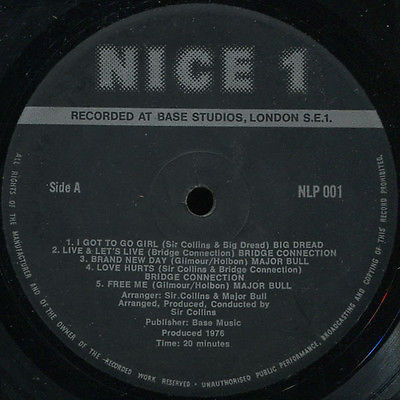 NICE 1
RECORDED AT BASE STUDIOS, LONDON S.E.1.
Side A
NLP 001
1. I GOT TO GO GIRL (Sir Collins & Big Dread) BIG DREAD
2. LIVE & LET'S LIVE (Bridge Connection) BRIDGE CONNECTION
3. BRAND NEW DAY (Gilmour/Holbon) MAJOR BULL
4. LOVE HURTS (Sir Collins & Bridge Connection)
BRIDGE CONNECTION
5. FREE ME (Gilmour/Holbon) MAJOR BULL
Arranger: Sir.Collins & Major Bull
Arranged, Produced, Conducted by
Sir Collins
Publisher: Base Music
Produced 1976
Time: 20 minutes
ALL RIGHTS OF THE MANUFACTURER AND OF THE OWNER OF THE RECORDED WORK RESERVED · UNAUTHORISED PUBLIC PERFORMANCE, BROADCASTING AND COPYING OF THIS RECORD PROHIBITED.